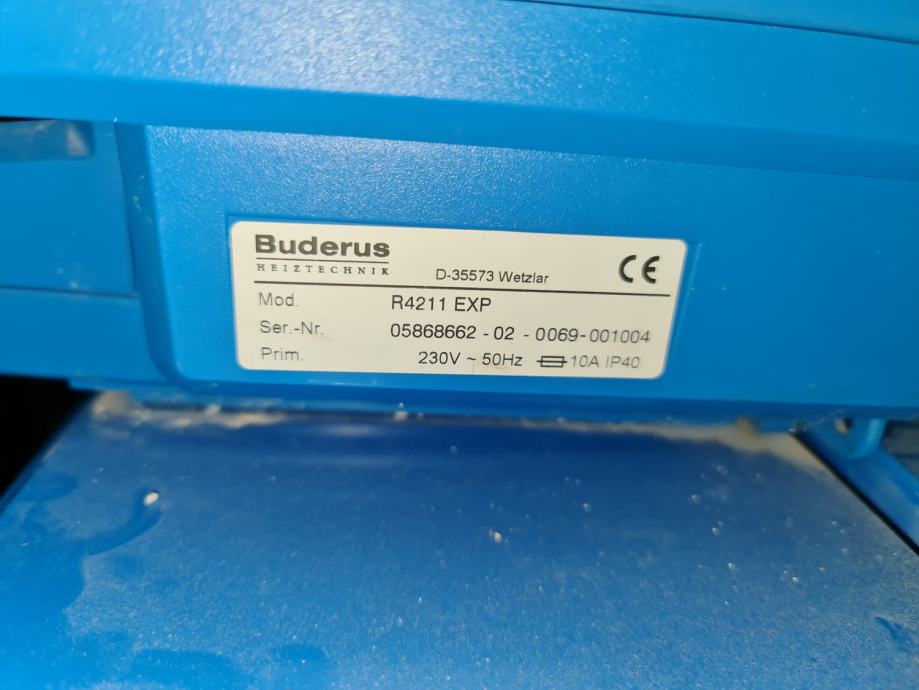 Buderus
HEIZTECHNIK
D-35573 Wetzlar
CE
Mod. R4211 EXP
Ser.-Nr. 05868662 - 02 - 0069-001004
Prim. 230V ~ 50Hz 10A IP40